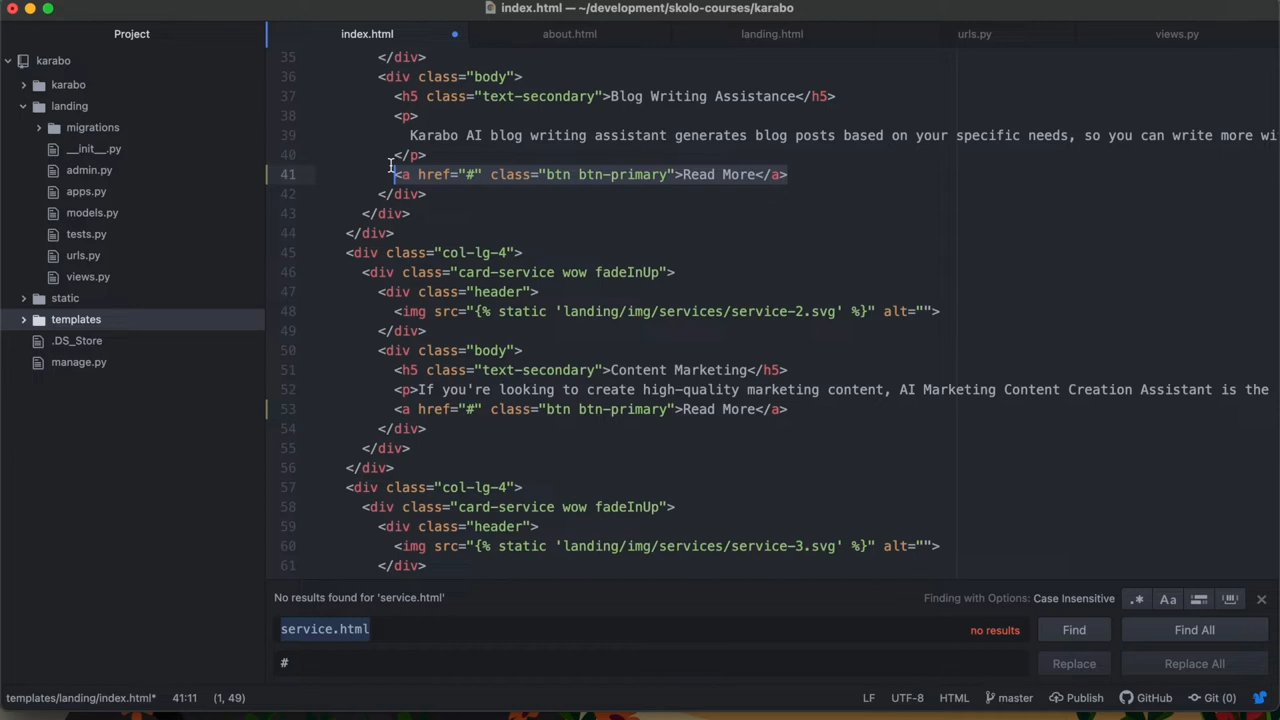 index.html — ~/development/skolo-courses/karabo
Project
index.html
about.html
landing.html
urls.py
views.py
karabo
karabo
landing
migrations
__init__.py
admin.py
apps.py
models.py
tests.py
urls.py
views.py
static
templates
.DS_Store
manage.py
35 </div>
36 <div class="body">
37 <h5 class="text-secondary">Blog Writing Assistance</h5>
38 <p>
39 Karabo AI blog writing assistant generates blog posts based on your specific needs, so you can write more wi
40 </p>
41 <a href="#" class="btn btn-primary">Read More</a>
42 </div>
43 </div>
44 </div>
45 <div class="col-lg-4">
46 <div class="card-service wow fadeInUp">
47 <div class="header">
48 <img src="{% static 'landing/img/services/service-2.svg' %}" alt="">
49 </div>
50 <div class="body">
51 <h5 class="text-secondary">Content Marketing</h5>
52 <p>If you're looking to create high-quality marketing content, AI Marketing Content Creation Assistant is the
53 <a href="#" class="btn btn-primary">Read More</a>
54 </div>
55 </div>
56 </div>
57 <div class="col-lg-4">
58 <div class="card-service wow fadeInUp">
59 <div class="header">
60 <img src="{% static 'landing/img/services/service-3.svg' %}" alt="">
61 </div>
No results found for 'service.html'
Finding with Options: Case Insensitive
.*
Aa
service.html
no results
Find
Find All
#
Replace
Replace All
templates/landing/index.html*
41:11
(1, 49)
LF
UTF-8
HTML
master
Publish
GitHub
Git (0)